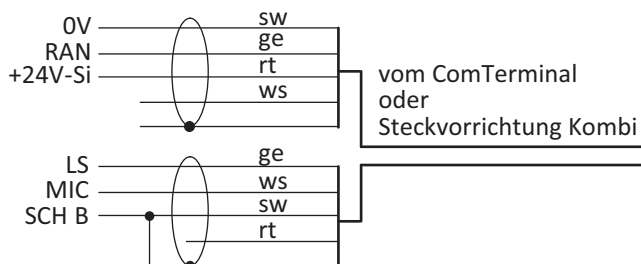 0V sw
RAN ge
+24V-Si rt
ws
vom ComTerminal
oder
Steckvorrichtung Kombi
LS ge
MIC ws
SCH B sw
rt